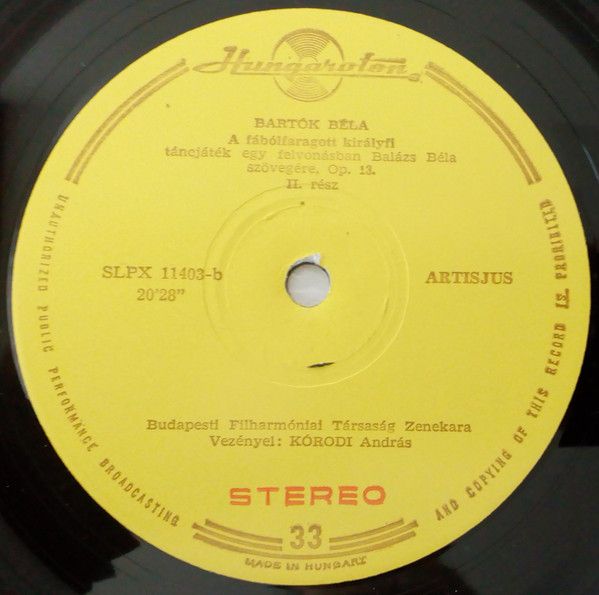 Hungaroton
BARTÓK BÉLA
A fábólfaragott királyfi
táncjáték egy felvonásban Balázs Béla
szövegére, Op. 13.
II. rész
SLPX 11403-b
20'28"
ARTISJUS
Budapesti Filharmóniai Társaság Zenekara
Vezényel: KÓRODI András
STEREO
33
MADE IN HUNGARY
UNAUTHORIZED PUBLIC PERFORMANCE BROADCASTING
AND COPYING OF THIS RECORD IS PROHIBITED